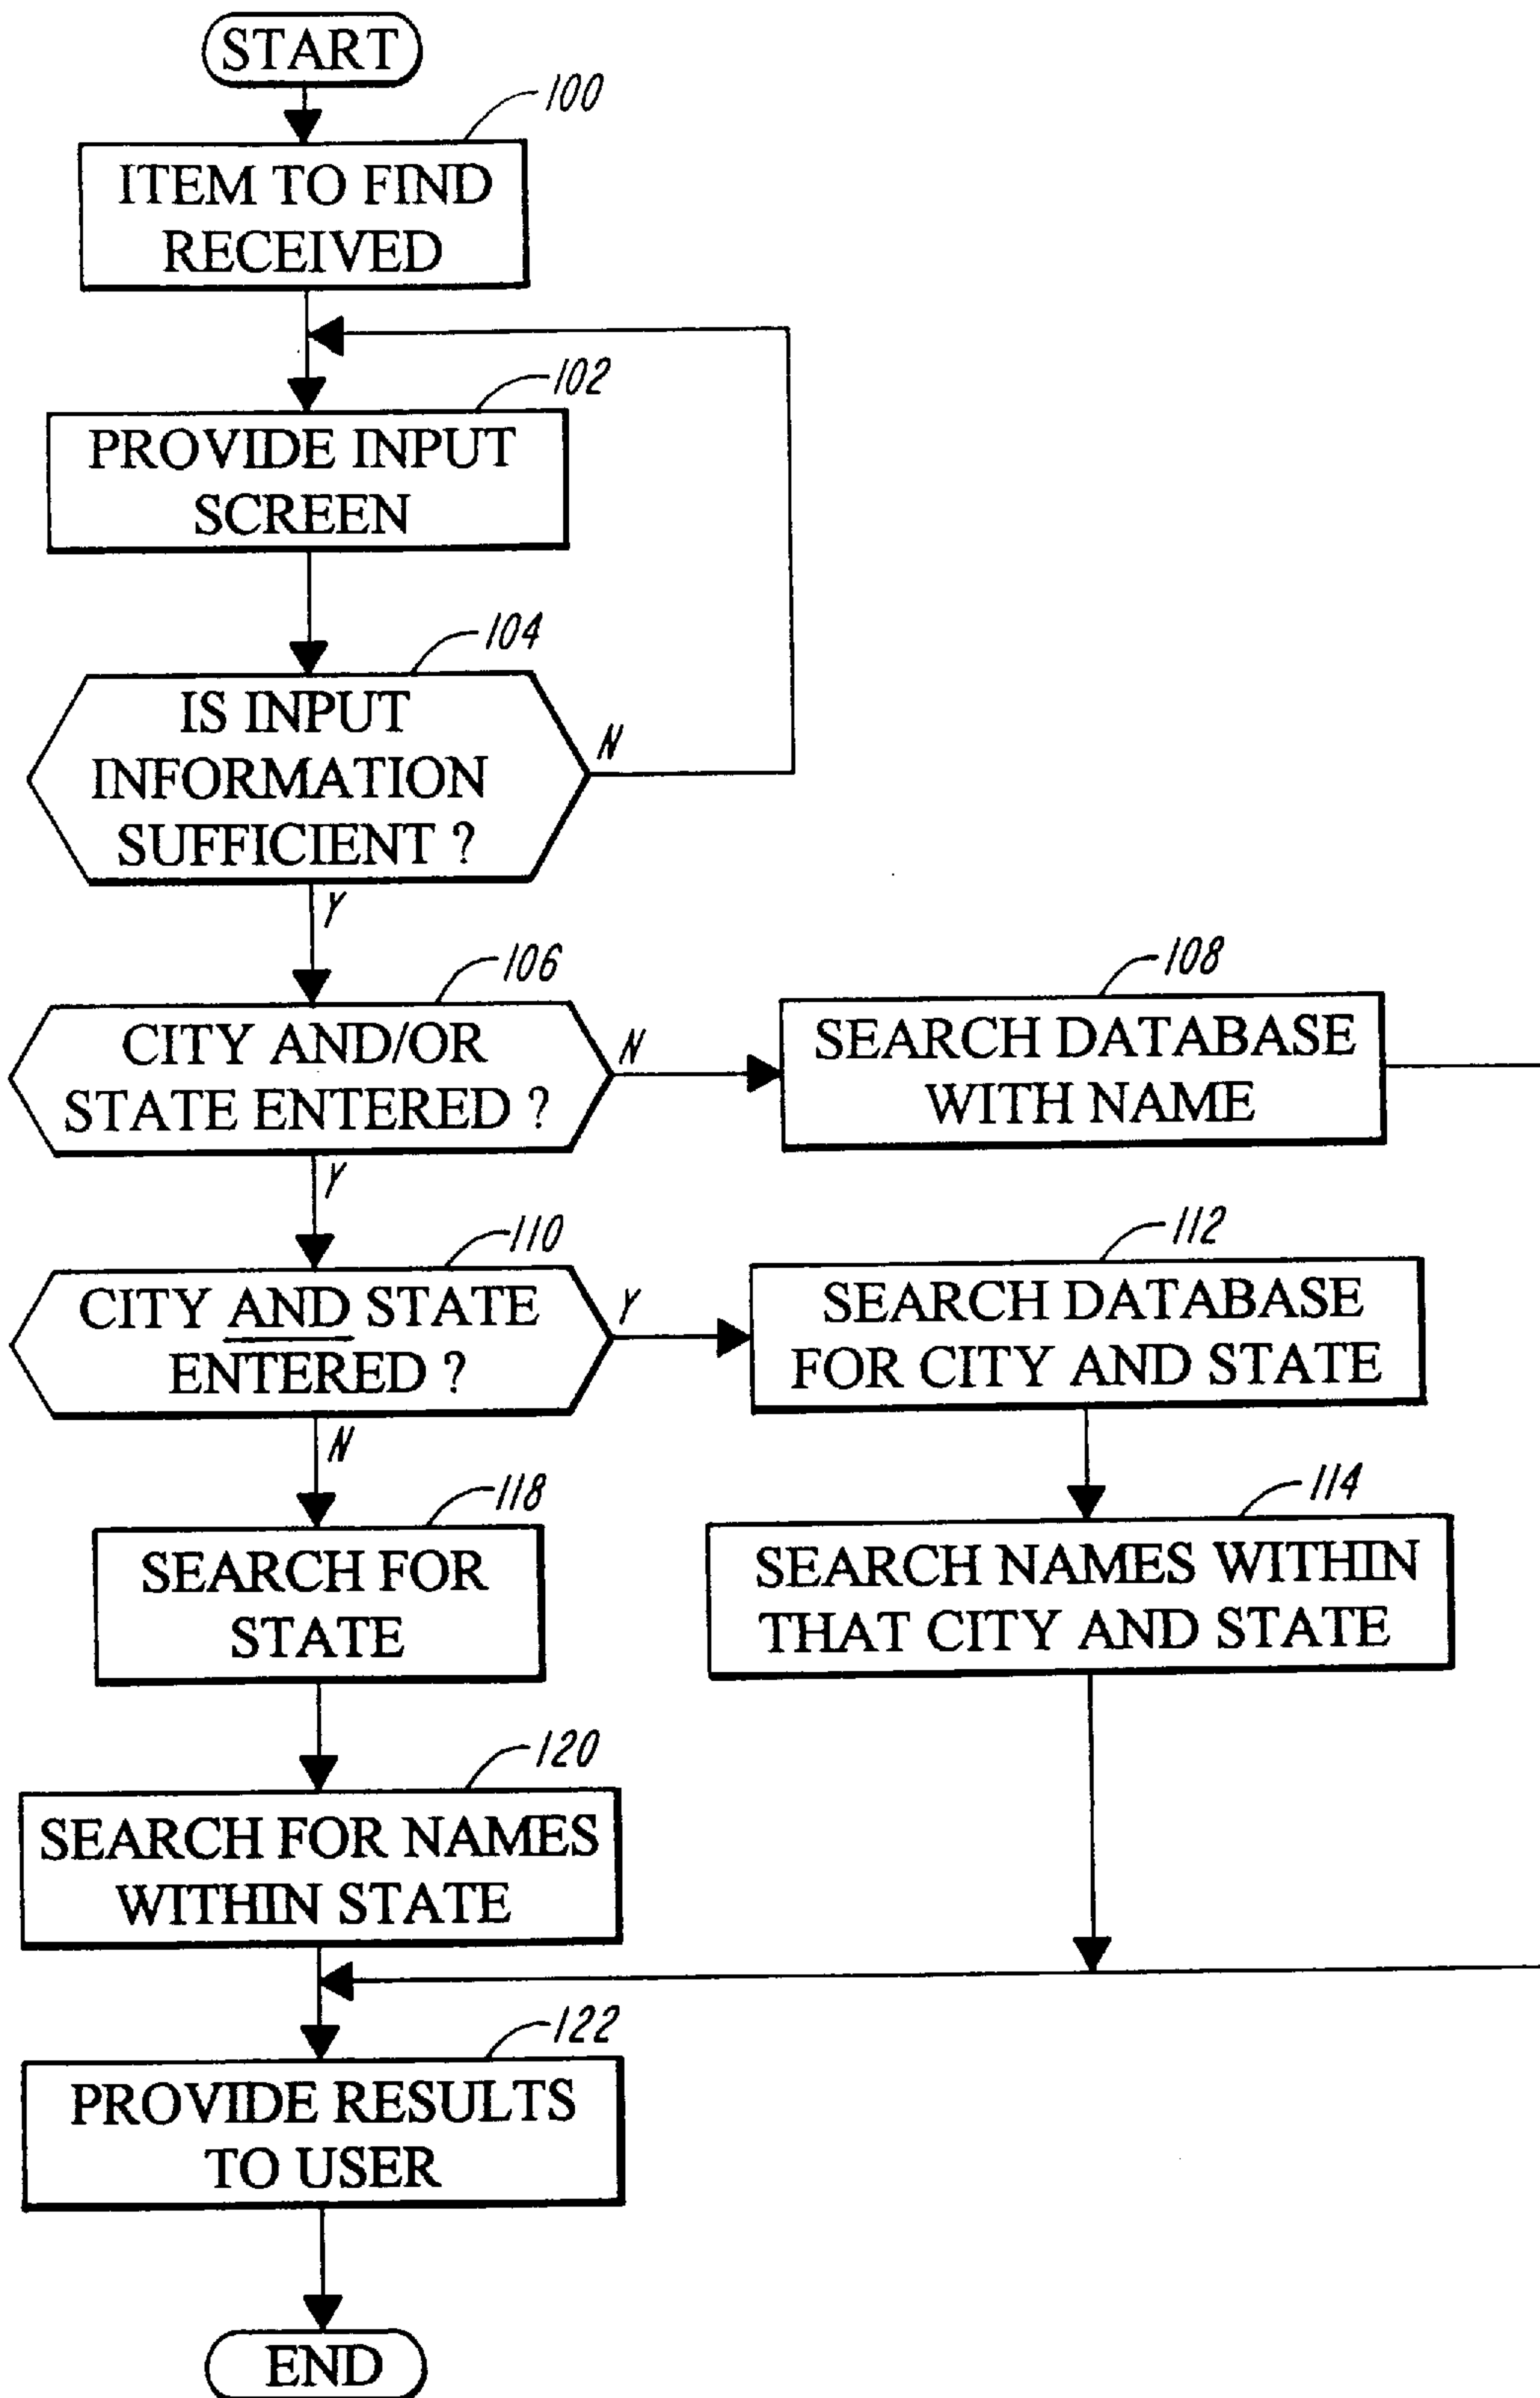 START
100
ITEM TO FIND
RECEIVED
102
PROVIDE INPUT
SCREEN
104
IS INPUT
INFORMATION
SUFFICIENT ?
N
Y
106
CITY AND/OR
STATE ENTERED ?
N
108
SEARCH DATABASE
WITH NAME
Y
110
CITY AND STATE
ENTERED ?
Y
112
SEARCH DATABASE
FOR CITY AND STATE
N
114
SEARCH NAMES WITHIN
THAT CITY AND STATE
118
SEARCH FOR
STATE
120
SEARCH FOR NAMES
WITHIN STATE
122
PROVIDE RESULTS
TO USER
END